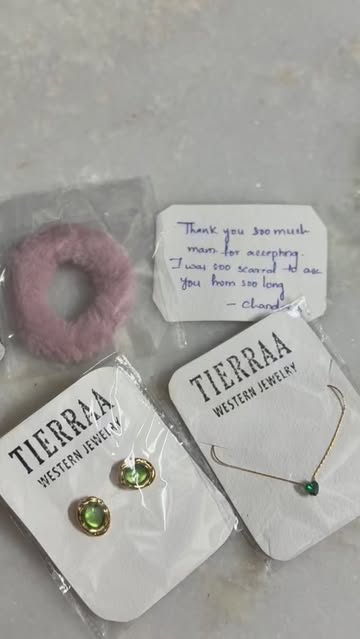 Thank you soo much
mam for accepting.
I was soo scarred to ask
you from soo long
- Chand
TIERRAA
WESTERN JEWELRY
TIERRAA
WESTERN JEWELRY